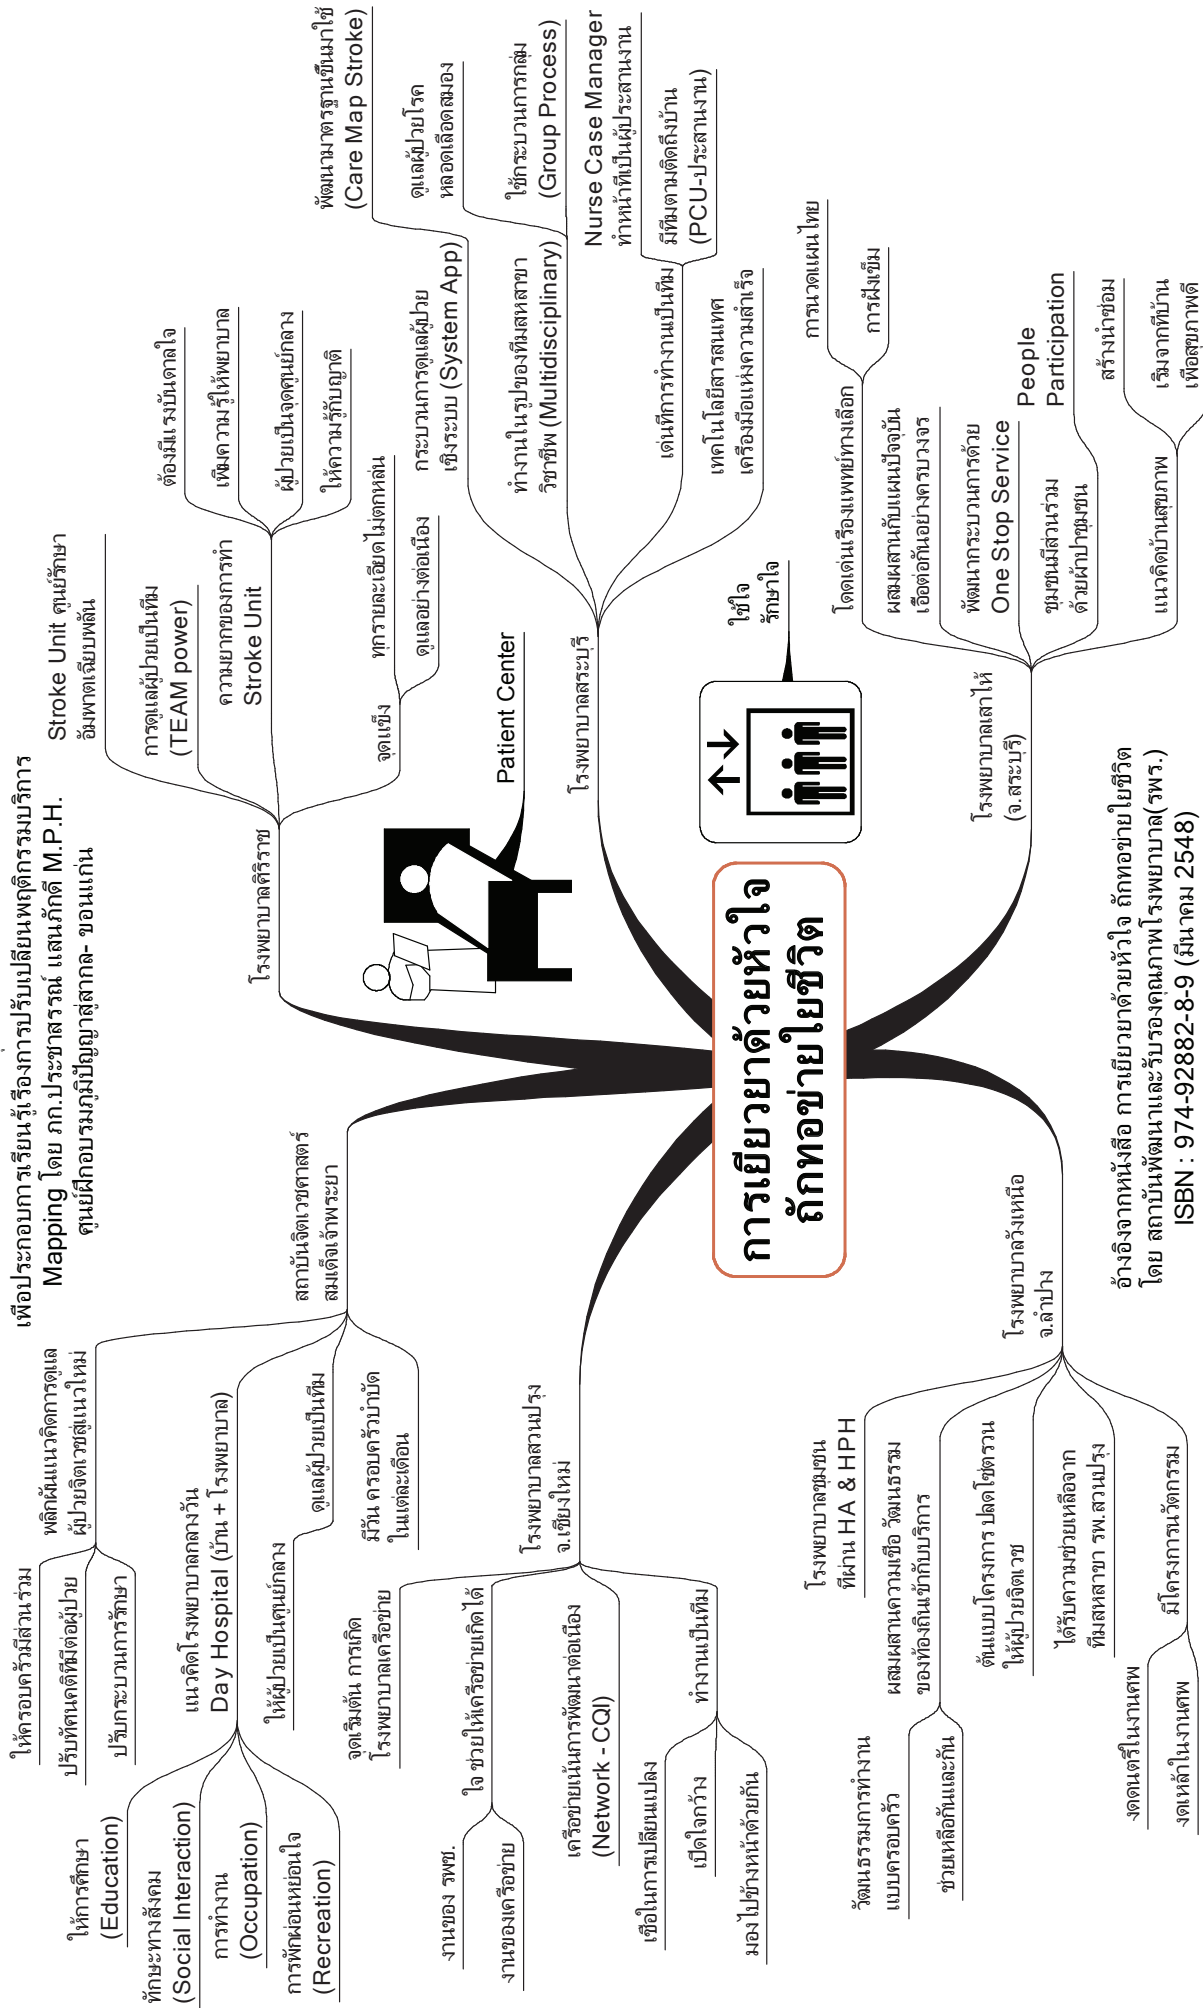 เพื่อประกอบการเรียนรู้เรื่องการปรับเปลี่ยนพฤติกรรมบริการ
Mapping โดย ภก.ประชาสรรณ์ แสนภักดี M.P.H.
ศูนย์ฝึกอบรมภูมิปัญญาสู่สากล- ขอนแก่น
การเยียวยาด้วยหัวใจ
ถักทอข่ายใยชีวิต
โรงพยาบาลศิริราช
Stroke Unit ศูนย์รักษา
อัมพาตเฉียบพลัน
การดูแลผู้ป่วยเป็นทีม
(TEAM power)
ความยากของการทำ
Stroke Unit
ต้องมีแรงบันดาลใจ
เพิ่มความรู้ให้พยาบาล
ผู้ป่วยเป็นจุดศูนย์กลาง
ให้ความรู้กับญาติ
จุดแข็ง
ทุกรายละเอียดไม่ตกหล่น
ดูแลอย่างต่อเนื่อง
Patient Center
โรงพยาบาลสระบุรี
กระบวนการดูแลผู้ป่วย
เชิงระบบ (System App)
พัฒนามาตรฐานขึ้นมาใช้
(Care Map Stroke)
ทำงานในรูปของทีมสหสาขา
วิชาชีพ (Multidisciplinary)
ดูแลผู้ป่วยโรค
หลอดเลือดสมอง
ใช้กระบวนการกลุ่ม
(Group Process)
เด่นที่การทำงานเป็นทีม
Nurse Case Manager
ทำหน้าที่เป็นผู้ประสานงาน
มีทีมตามติดถึงบ้าน
(PCU-ประสานงาน)
เทคโนโลยีสารสนเทศ
เครื่องมือแห่งความสำเร็จ
ใช้ใจ
รักษาใจ
โรงพยาบาลเสาไห้
(จ.สระบุรี)
โดดเด่นเรื่องแพทย์ทางเลือก
การนวดแผนไทย
การฝังเข็ม
ผสมผสานกับแผนปัจจุบัน
เอื้อต่อกันอย่างครบวงจร
พัฒนากระบวนการด้วย
One Stop Service
ชุมชนมีส่วนร่วม
ด้วยผ้าป่าชุมชน
People
Participation
แนวคิดบ้านสุขภาพ
สร้างนำซ่อม
เริ่มจากที่บ้าน
เพื่อสุขภาพดี
สถาบันจิตเวชศาสตร์
สมเด็จเจ้าพระยา
พลิกผันแนวคิดการดูแล
ผู้ป่วยจิตเวชสู่แนวใหม่
ให้ครอบครัวมีส่วนร่วม
ปรับทัศนคติที่มีต่อผู้ป่วย
ปรับกระบวนการรักษา
แนวคิดโรงพยาบาลกลางวัน
Day Hospital (บ้าน + โรงพยาบาล)
ให้การศึกษา
(Education)
ทักษะทางสังคม
(Social Interaction)
การทำงาน
(Occupation)
การพักผ่อนหย่อนใจ
(Recreation)
ดูแลผู้ป่วยเป็นทีม
ให้ผู้ป่วยเป็นศูนย์กลาง
มีวัน ครอบครัวบำบัด
ในแต่ละเดือน
โรงพยาบาลสวนปรุง
จ.เชียงใหม่
จุดเริ่มต้น การเกิด
โรงพยาบาลเครือข่าย
ใจ ช่วยให้เครือข่ายเกิดได้
งานของ รพช.
งานของเครือข่าย
เครือข่ายเน้นการพัฒนาต่อเนื่อง
(Network - CQI)
ทำงานเป็นทีม
เชื่อในการเปลี่ยนแปลง
เปิดใจกว้าง
มองไปข้างหน้าด้วยกัน
โรงพยาบาลวังเหนือ
จ.ลำปาง
โรงพยาบาลชุมชน
ที่ผ่าน HA & HPH
ผสมผสานความเชื่อ วัฒนธรรม
ของท้องถิ่นเข้ากับบริการ
วัฒนธรรมการทำงาน
แบบครอบครัว
ช่วยเหลือกันและกัน
ต้นแบบโครงการ ปลดโซ่ตรวน
ให้ผู้ป่วยจิตเวช
ได้รับความช่วยเหลือจาก
ทีมสหสาขา รพ.สวนปรุง
มีโครงการนวัตกรรม
งดดนตรีในงานศพ
งดเหล้าในงานศพ
อ้างอิงจากหนังสือ การเยียวยาด้วยหัวใจ ถักทอข่ายใยชีวิต
โดย สถาบันพัฒนาและรับรองคุณภาพโรงพยาบาล(รพร.)
ISBN : 974-92882-8-9 (มีนาคม 2548)